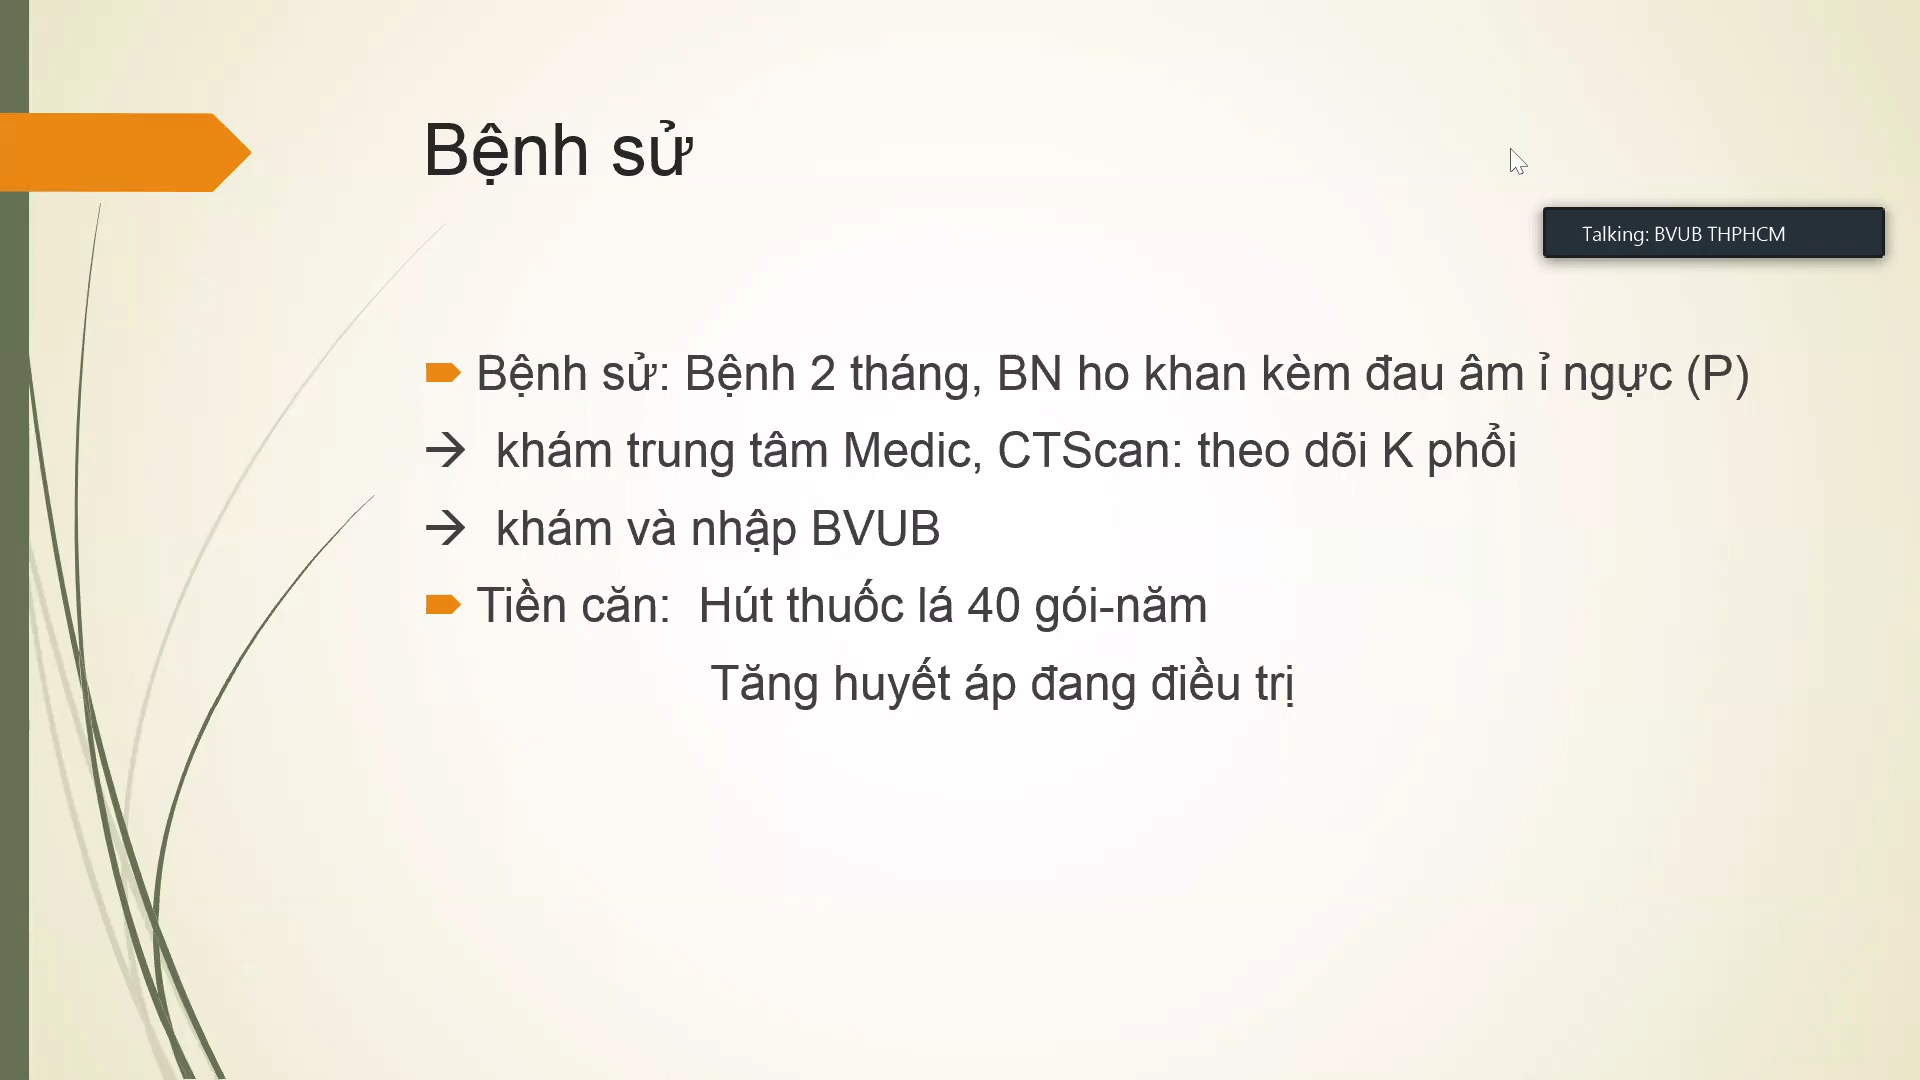 Bệnh sử
Talking: BVUB THPHCM
Bệnh sử: Bệnh 2 tháng, BN ho khan kèm đau âm ỉ ngực (P)
→ khám trung tâm Medic, CTScan: theo dõi K phổi
→ khám và nhập BVUB
Tiền căn: Hút thuốc lá 40 gói-năm
Tăng huyết áp đang điều trị